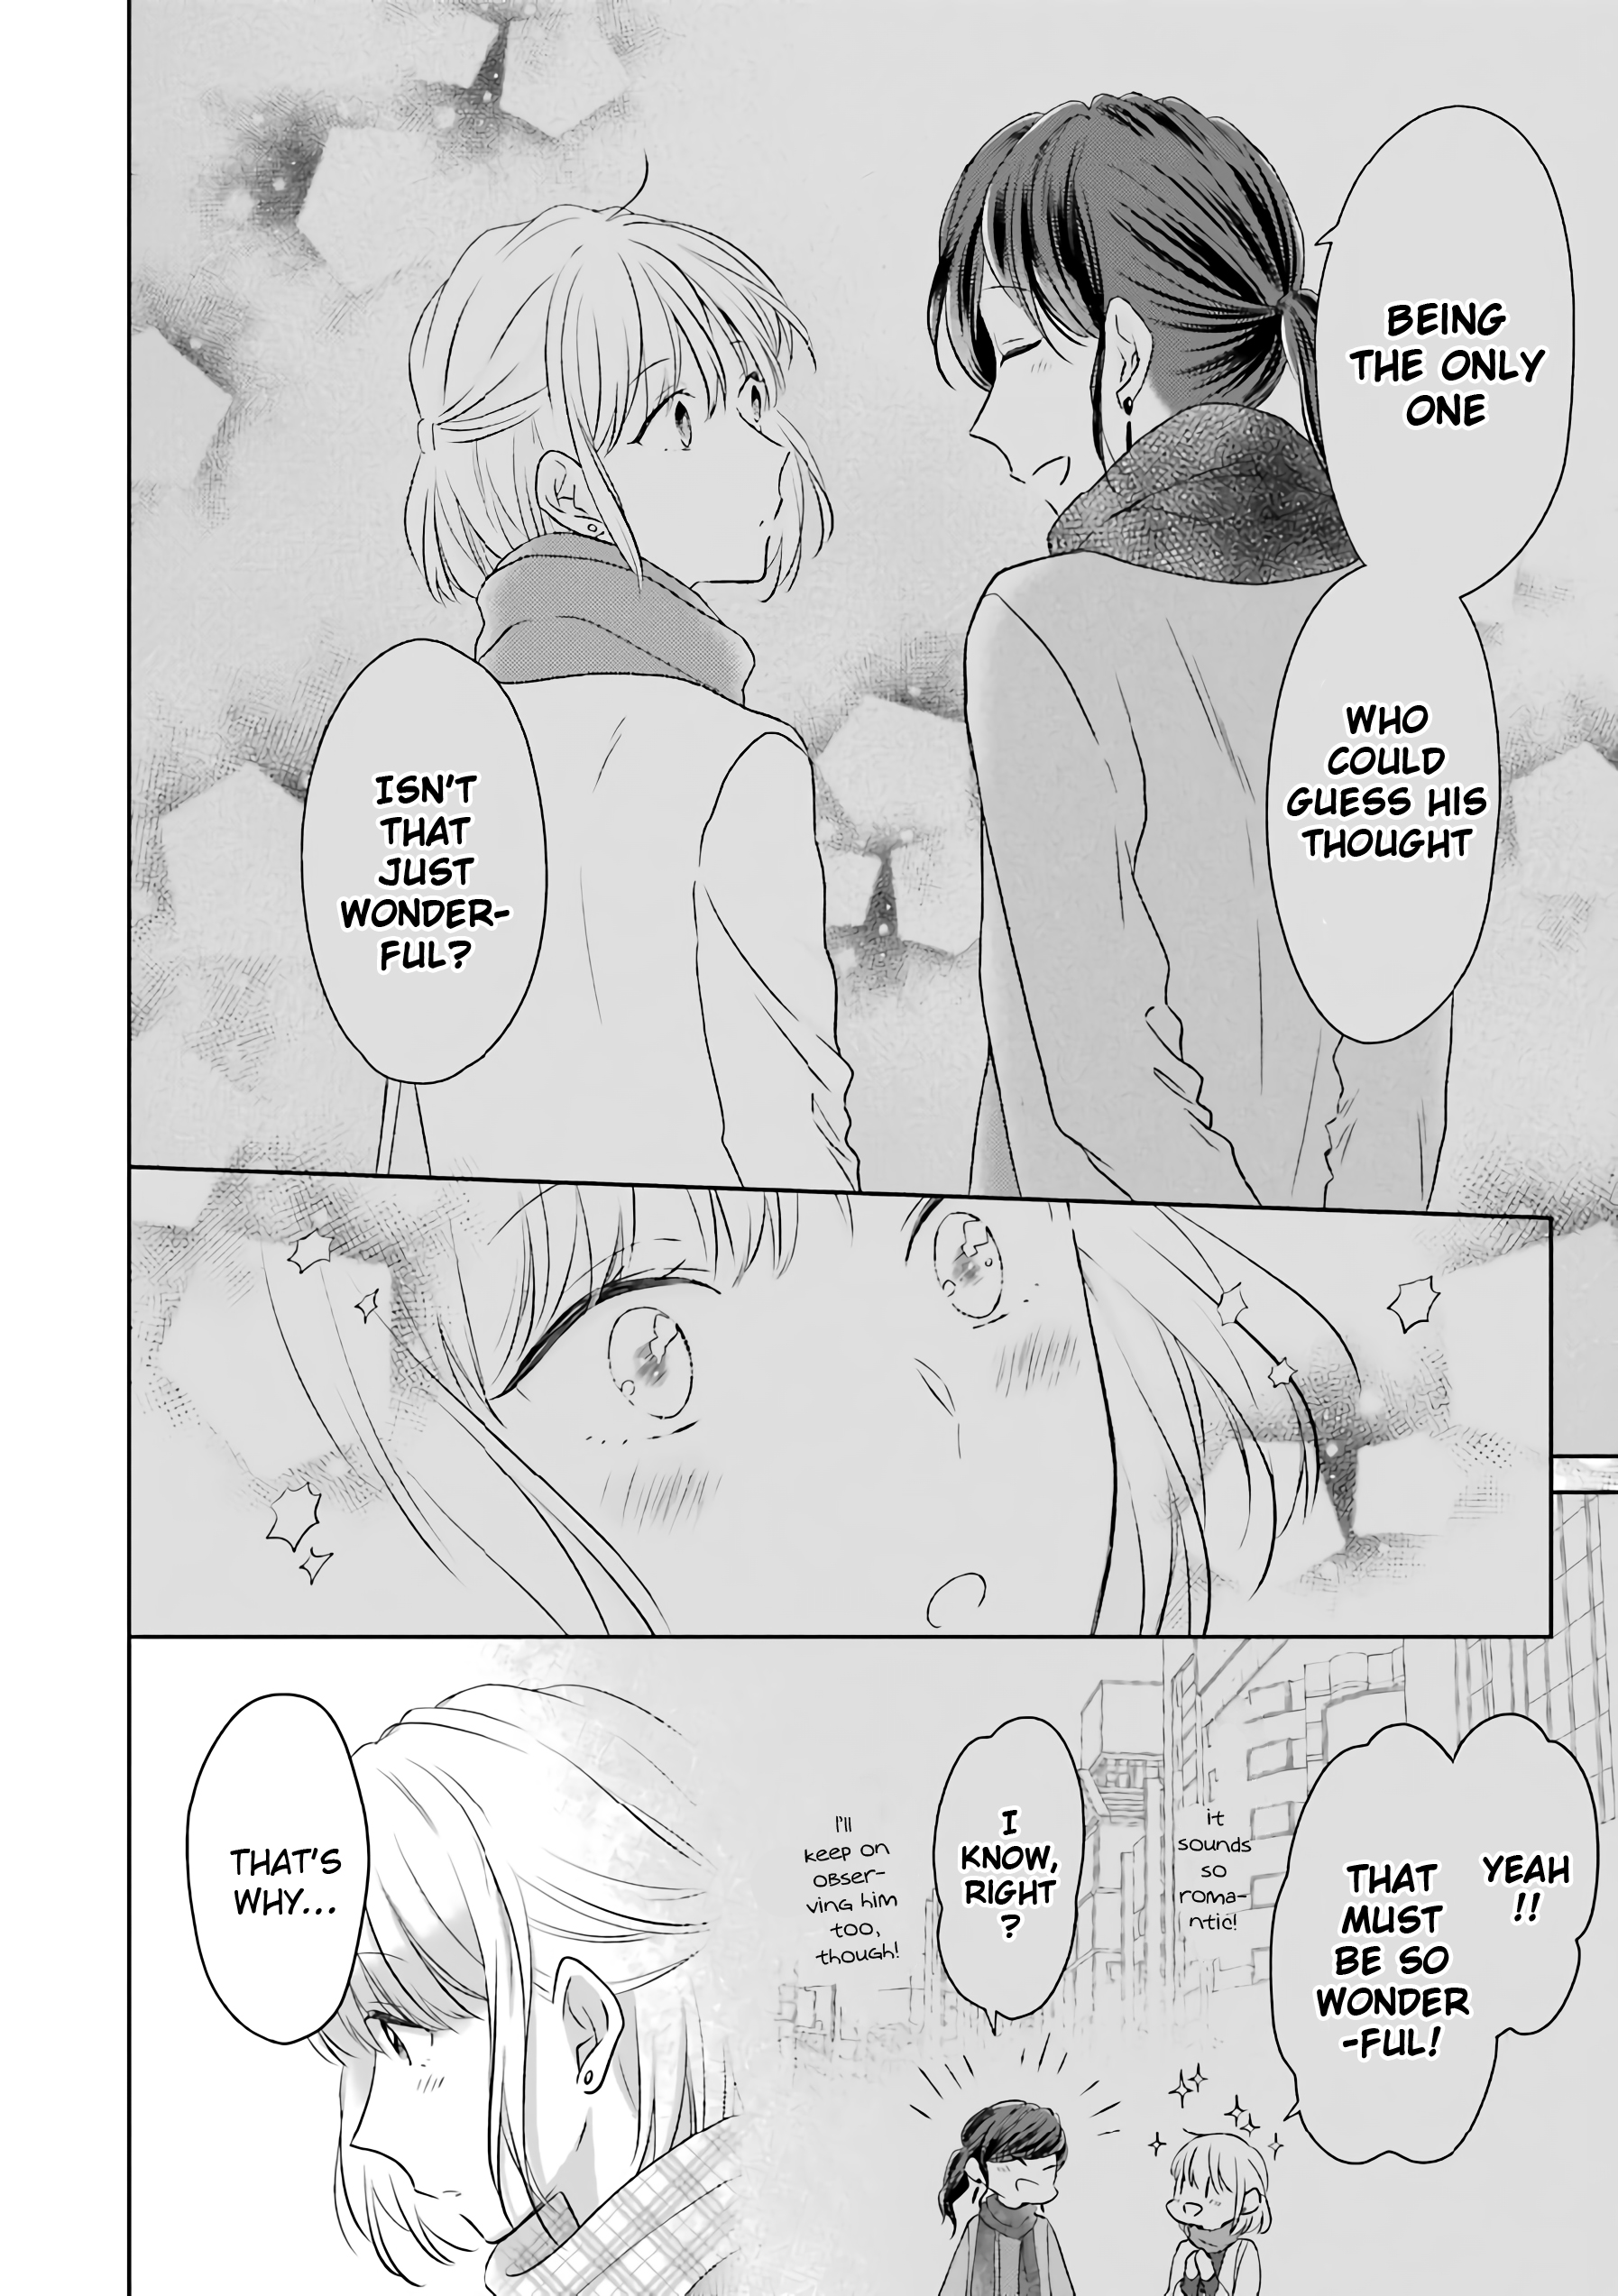 BEING
THE ONLY
ONE
WHO
COULD
GUESS HIS
THOUGHT
ISN'T
THAT
JUST
WONDER-
FUL?
YEAH
!!
THAT
MUST
BE SO
WONDER
-FUL!
it
sounds
so
roma-
ntic!
I
KNOW,
RIGHT
?
I'll
keep on
obser-
ving him
too,
though!
THAT'S
WHY...